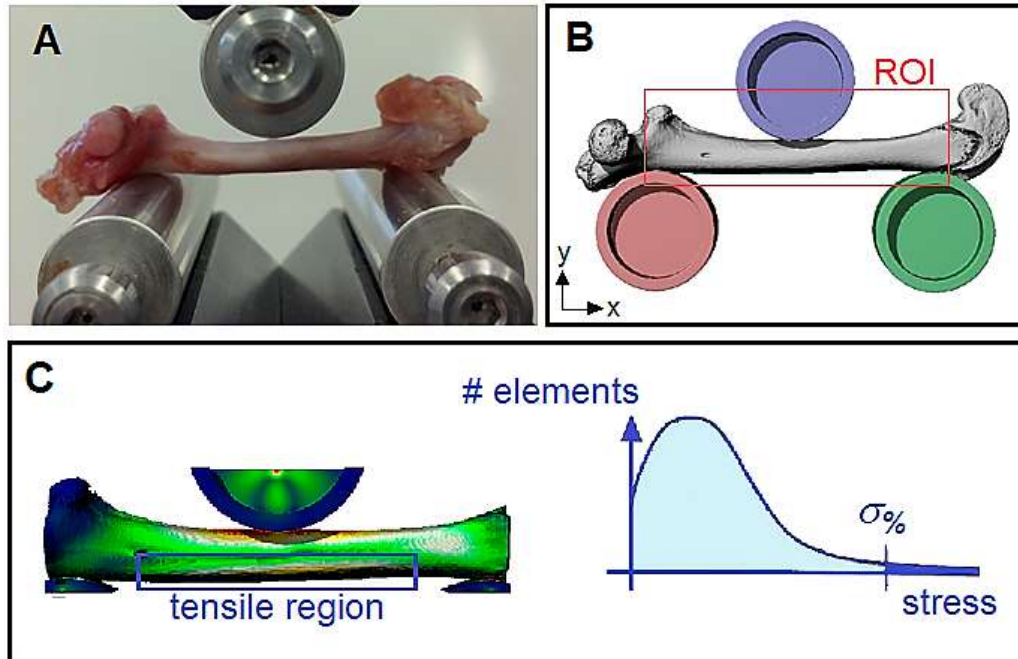 A
B
ROI
y
x
C
# elements
σ%
tensile region
stress